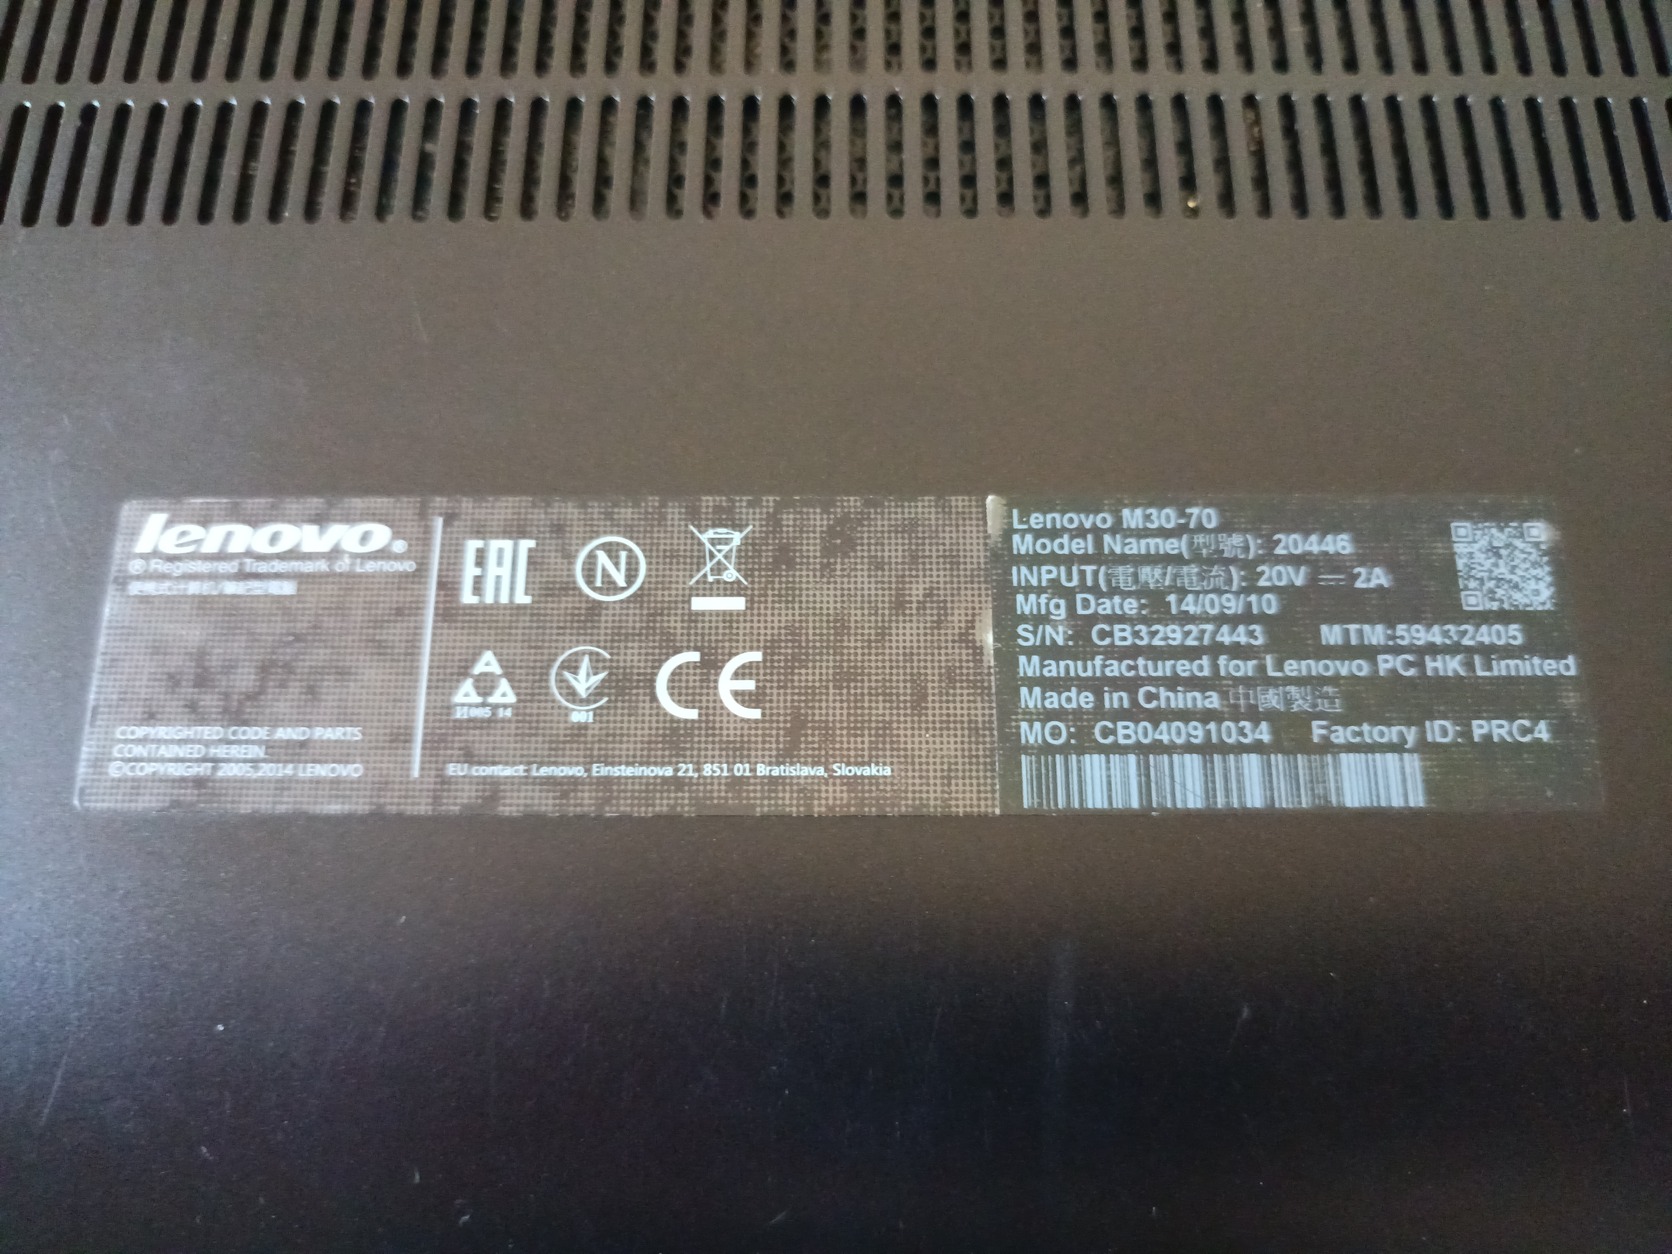 lenovo®
® Registered Trademark of Lenovo
COPYRIGHTED CODE AND PARTS
CONTAINED HEREIN.
©COPYRIGHT 2005,2014 LENOVO
EAC
N
И005 14
001
CE
EU contact: Lenovo, Einsteinova 21, 851 01 Bratislava, Slovakia
Lenovo M30-70
Model Name(型號): 20446
INPUT(電壓/電流): 20V ⎓ 2A
Mfg Date: 14/09/10
S/N: CB32927443 MTM:59432405
Manufactured for Lenovo PC HK Limited
Made in China 中國製造
MO: CB04091034 Factory ID: PRC4